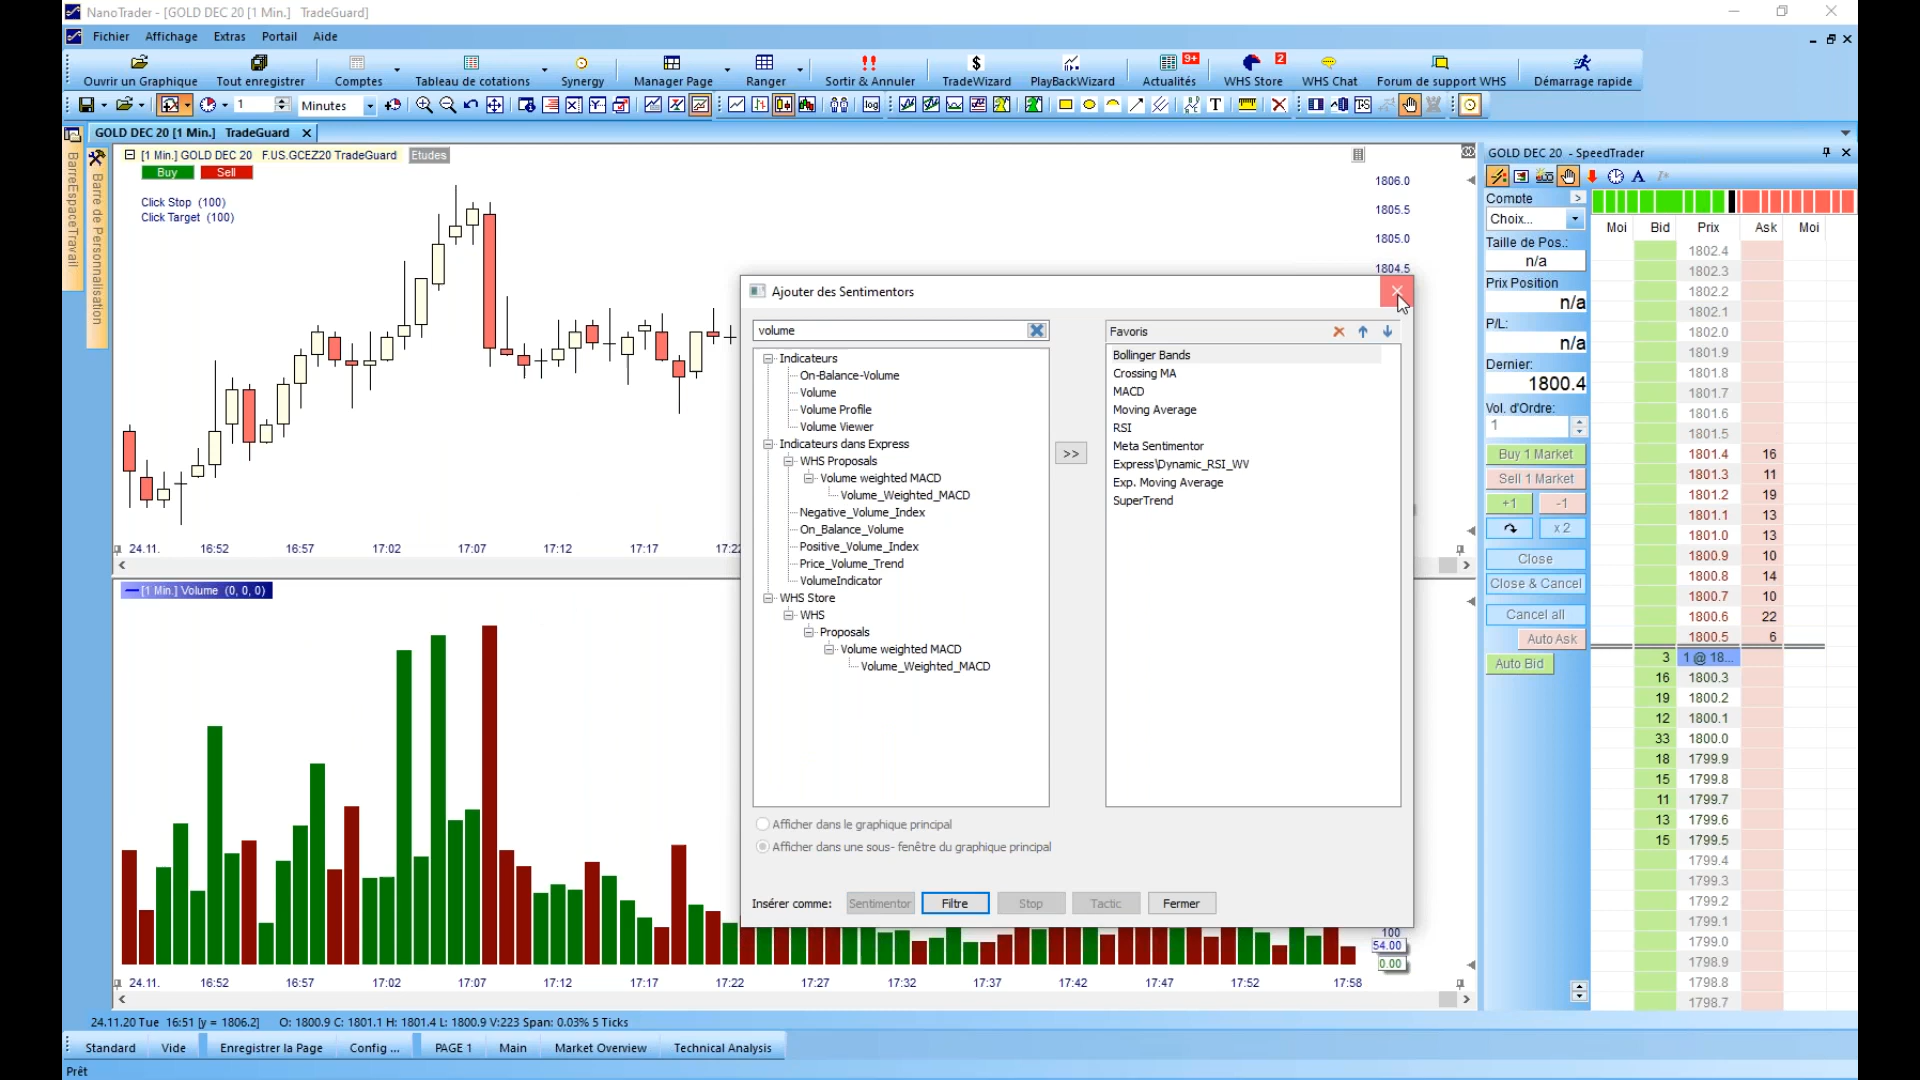 NanoTrader - [GOLD DEC 20 [1 Min.]   TradeGuard]
Fichier Affichage Extras Portail Aide
Ouvrir un Graphique Tout enregistrer Comptes Tableau de cotations Synergy Manager Page Ranger Sortir & Annuler TradeWizard PlayBackWizard 9+ Actualités 2 WHS Store WHS Chat Forum de support WHS Démarrage rapide
1 Minutes
GOLD DEC 20 [1 Min.]   TradeGuard
BarreEspaceTravail
Barre de Personnalisation
[1 Min.] GOLD DEC 20   F.US.GCEZ20 TradeGuard Etudes
Buy Sell
Click Stop (100)
Click Target (100)
1806.0
1805.5
1805.0
1804.5
24.11. 16:52 16:57 17:02 17:07 17:12 17:17 17:22
[1 Min.] Volume (0, 0, 0)
100
54.00
0.00
24.11. 16:52 16:57 17:02 17:07 17:12 17:17 17:22 17:27 17:32 17:37 17:42 17:47 17:52 17:58
Ajouter des Sentimentors
volume
Indicateurs
On-Balance-Volume
Volume
Volume Profile
Volume Viewer
Indicateurs dans Express
WHS Proposals
Volume weighted MACD
Volume_Weighted_MACD
Negative_Volume_Index
On_Balance_Volume
Positive_Volume_Index
Price_Volume_Trend
VolumeIndicator
WHS Store
WHS
Proposals
Volume weighted MACD
Volume_Weighted_MACD
>>
Favoris
Bollinger Bands
Crossing MA
MACD
Moving Average
RSI
Meta Sentimentor
Express\Dynamic_RSI_WV
Exp. Moving Average
SuperTrend
Afficher dans le graphique principal
Afficher dans une sous- fenêtre du graphique principal
Insérer comme: Sentimentor Filtre Stop Tactic Fermer
GOLD DEC 20  - SpeedTrader
Compte >
Choix...
Taille de Pos.:
n/a
Prix Position
n/a
P/L:
n/a
Dernier:
1800.4
Vol. d'Ordre:
1
Buy 1 Market
Sell 1 Market
+1 -1
x 2
Close
Close & Cancel
Cancel all
Auto Ask
Auto Bid
Moi Bid Prix Ask Moi
1802.4
1802.3
1802.2
1802.1
1802.0
1801.9
1801.8
1801.7
1801.6
1801.5
1801.4 16
1801.3 11
1801.2 19
1801.1 13
1801.0 13
1800.9 10
1800.8 14
1800.7 10
1800.6 22
1800.5 6
3 1 @ 18...
16 1800.3
19 1800.2
12 1800.1
33 1800.0
18 1799.9
15 1799.8
11 1799.7
13 1799.6
15 1799.5
1799.4
1799.3
1799.2
1799.1
1799.0
1798.9
1798.8
1798.7
24.11.20 Tue  16:51 [y = 1806.2]   O: 1800.9 C: 1801.1 H: 1801.4 L: 1800.9 V:223 Span: 0.03% 5 Ticks
Standard Vide Enregistrer la Page Config ... PAGE 1 Main Market Overview Technical Analysis
Prêt